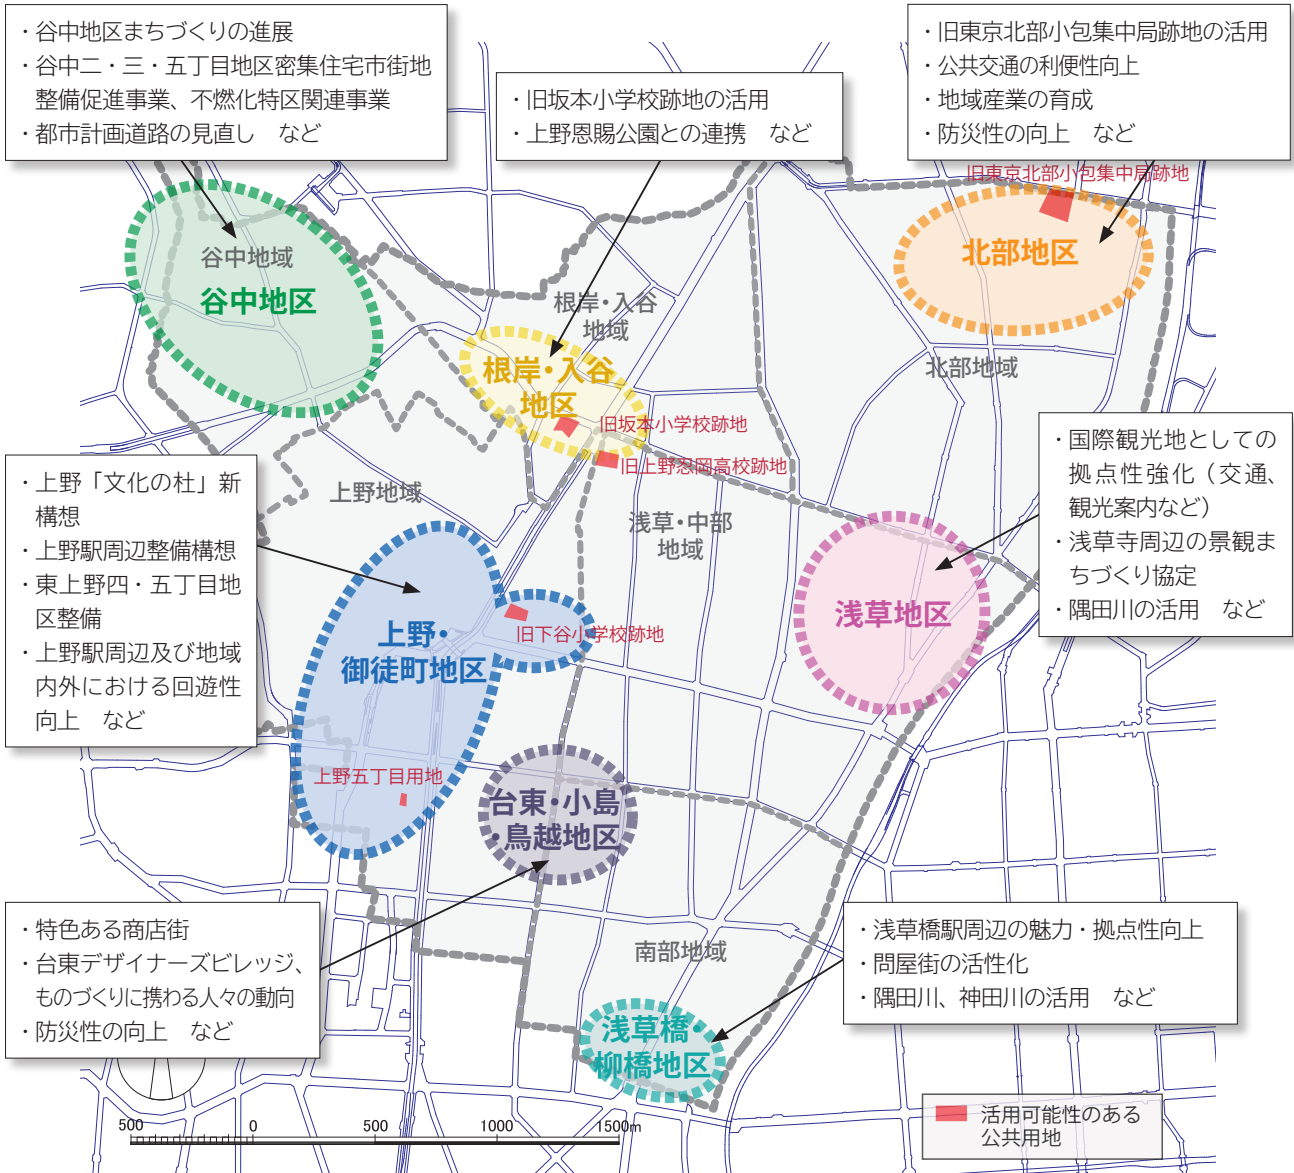 ・谷中地区まちづくりの進展
・谷中二・三・五丁目地区密集住宅市街地
整備促進事業、不燃化特区関連事業
・都市計画道路の見直し　など
・旧坂本小学校跡地の活用
・上野恩賜公園との連携　など
・旧東京北部小包集中局跡地の活用
・公共交通の利便性向上
・地域産業の育成
・防災性の向上　など
旧東京北部小包集中局跡地
北部地区
谷中地域
谷中地区
根岸・入谷
地域
根岸・入谷
地区
北部地域
旧坂本小学校跡地
旧上野忍岡高校跡地
・国際観光地としての
拠点性強化（交通、
観光案内など）
・浅草寺周辺の景観ま
ちづくり協定
・隅田川の活用　など
・上野「文化の杜」新
構想
・上野駅周辺整備構想
・東上野四・五丁目地
区整備
・上野駅周辺及び地域
内外における回遊性
向上　など
上野地域
浅草・中部
地域
浅草地区
上野・
御徒町地区
旧下谷小学校跡地
上野五丁目用地
台東・小島
・鳥越地区
・特色ある商店街
・台東デザイナーズビレッジ、
ものづくりに携わる人々の動向
・防災性の向上　など
南部地域
・浅草橋駅周辺の魅力・拠点性向上
・問屋街の活性化
・隅田川、神田川の活用　など
浅草橋・
柳橋地区
500 0 500 1000 1500m
活用可能性のある
公共用地